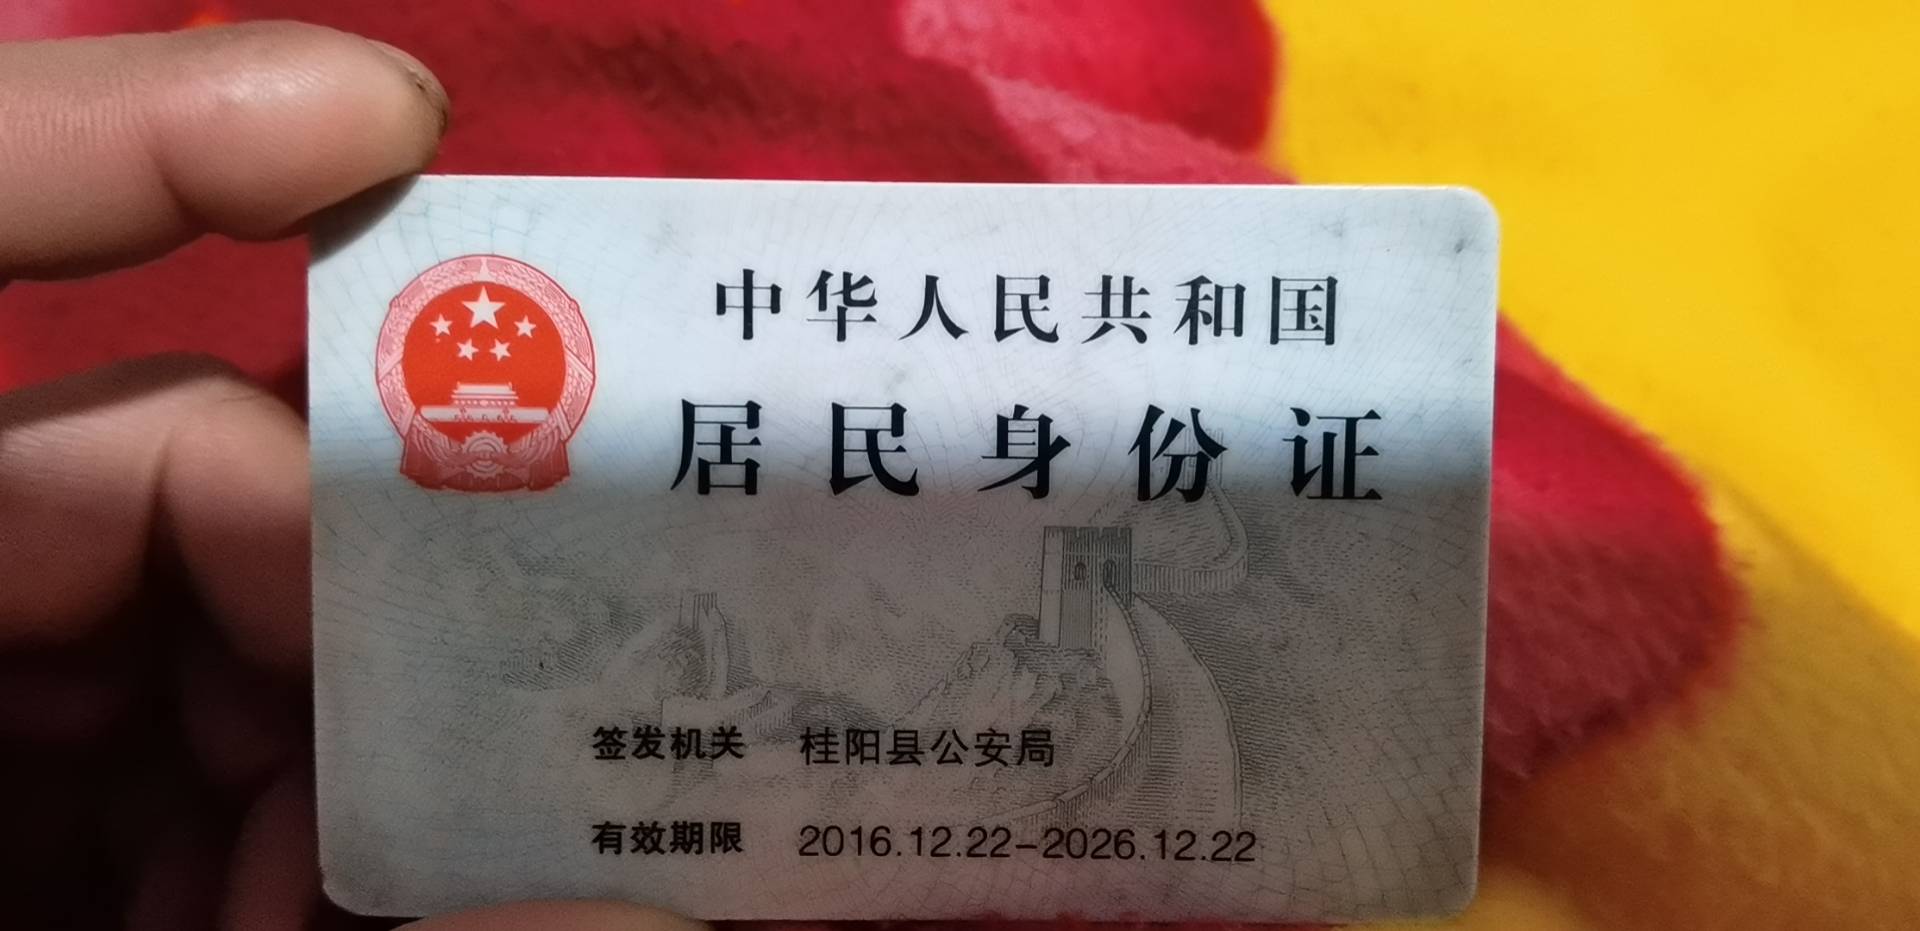 中华人民共和国
居民身份证
签发机关 桂阳县公安局
有效期限 2016.12.22-2026.12.22